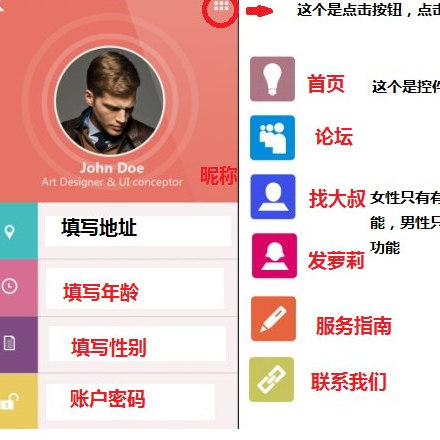 这个是点击按钮，点击
John Doe
昵称
Art Designer & UI conceptor
填写地址
填写年龄
填写性别
账户密码
首页
这个是控件
论坛
找大叔
女性只有
能，男性只
功能
发萝莉
服务指南
联系我们